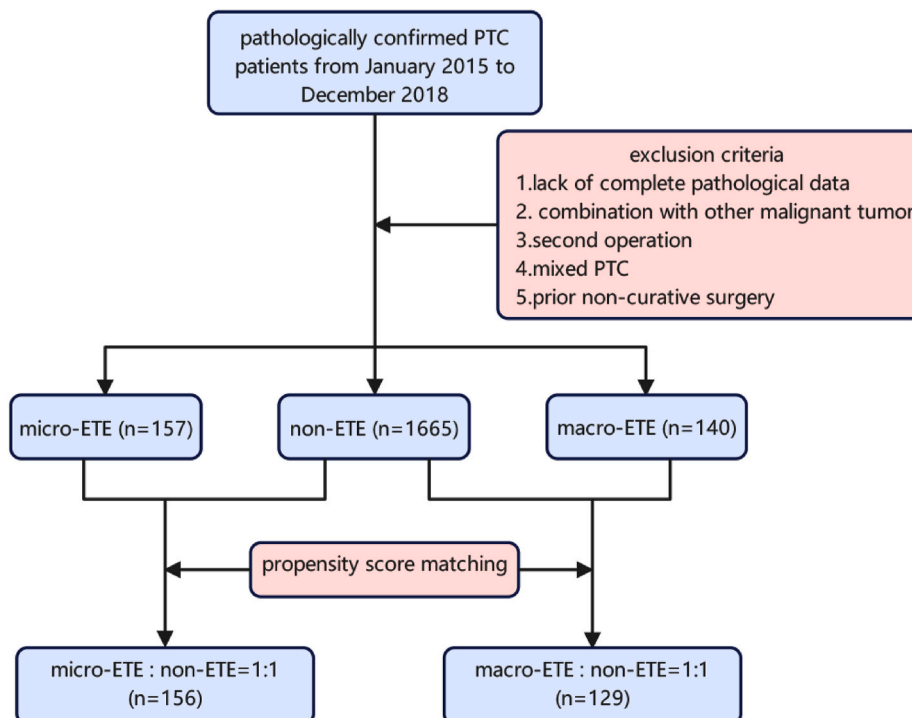 pathologically confirmed PTC
patients from January 2015 to
December 2018
exclusion criteria
1.lack of complete pathological data
2. combination with other malignant tumor
3.second operation
4.mixed PTC
5.prior non-curative surgery
micro-ETE (n=157)
non-ETE (n=1665)
macro-ETE (n=140)
propensity score matching
micro-ETE : non-ETE=1:1
(n=156)
macro-ETE : non-ETE=1:1
(n=129)